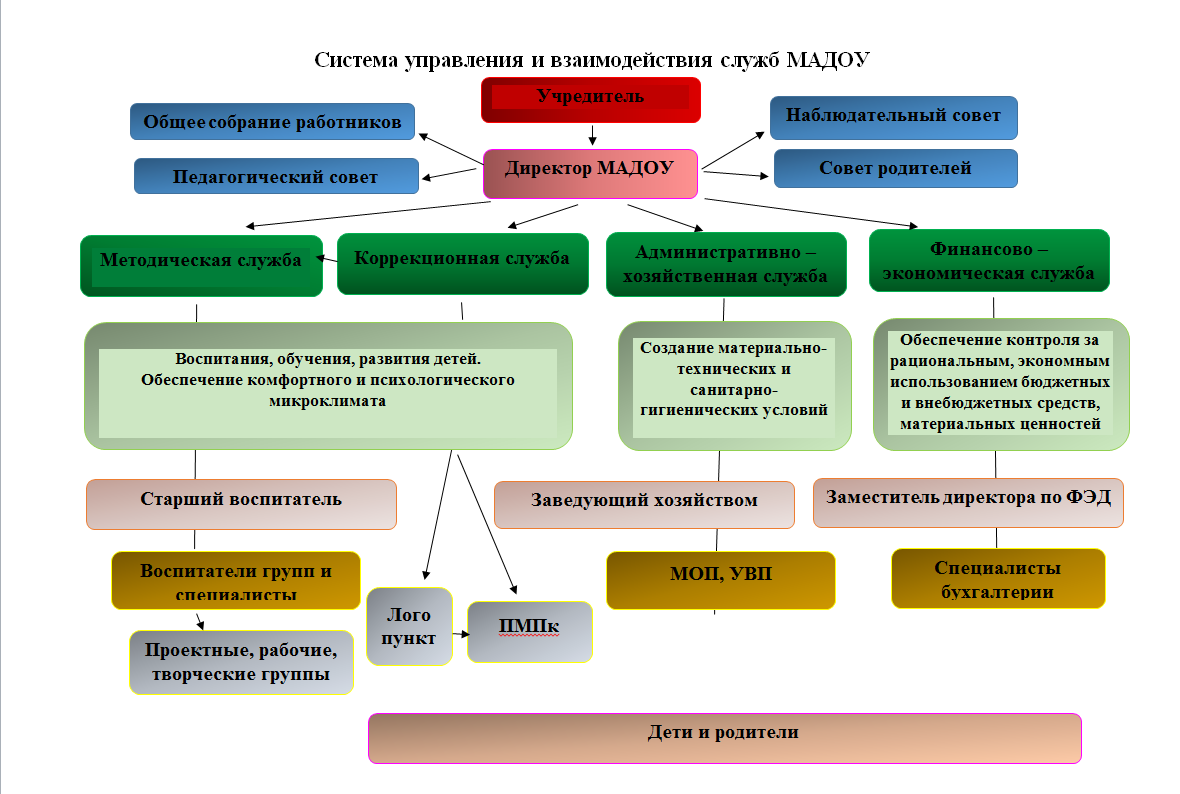 Система управления и взаимодействия служб МАДОУ
Учредитель
Общее собрание работников
Наблюдательный совет
Педагогический совет
Директор МАДОУ
Совет родителей
Методическая служба
Коррекционная служба
Административно –
хозяйственная служба
Финансово –
экономическая служба
Воспитания, обучения, развития детей.
Обеспечение комфортного и психологического
микроклимата
Создание материально-
технических и
санитарно-
гигиенических условий
Обеспечение контроля за
рациональным, экономным
использованием бюджетных
и внебюджетных средств,
материальных ценностей
Старший воспитатель
Заведующий хозяйством
Заместитель директора по ФЭД
Воспитатели групп и
специалисты
Лого
пункт
ПМПк
МОП, УВП
Специалисты
бухгалтерии
Проектные, рабочие,
творческие группы
Дети и родители